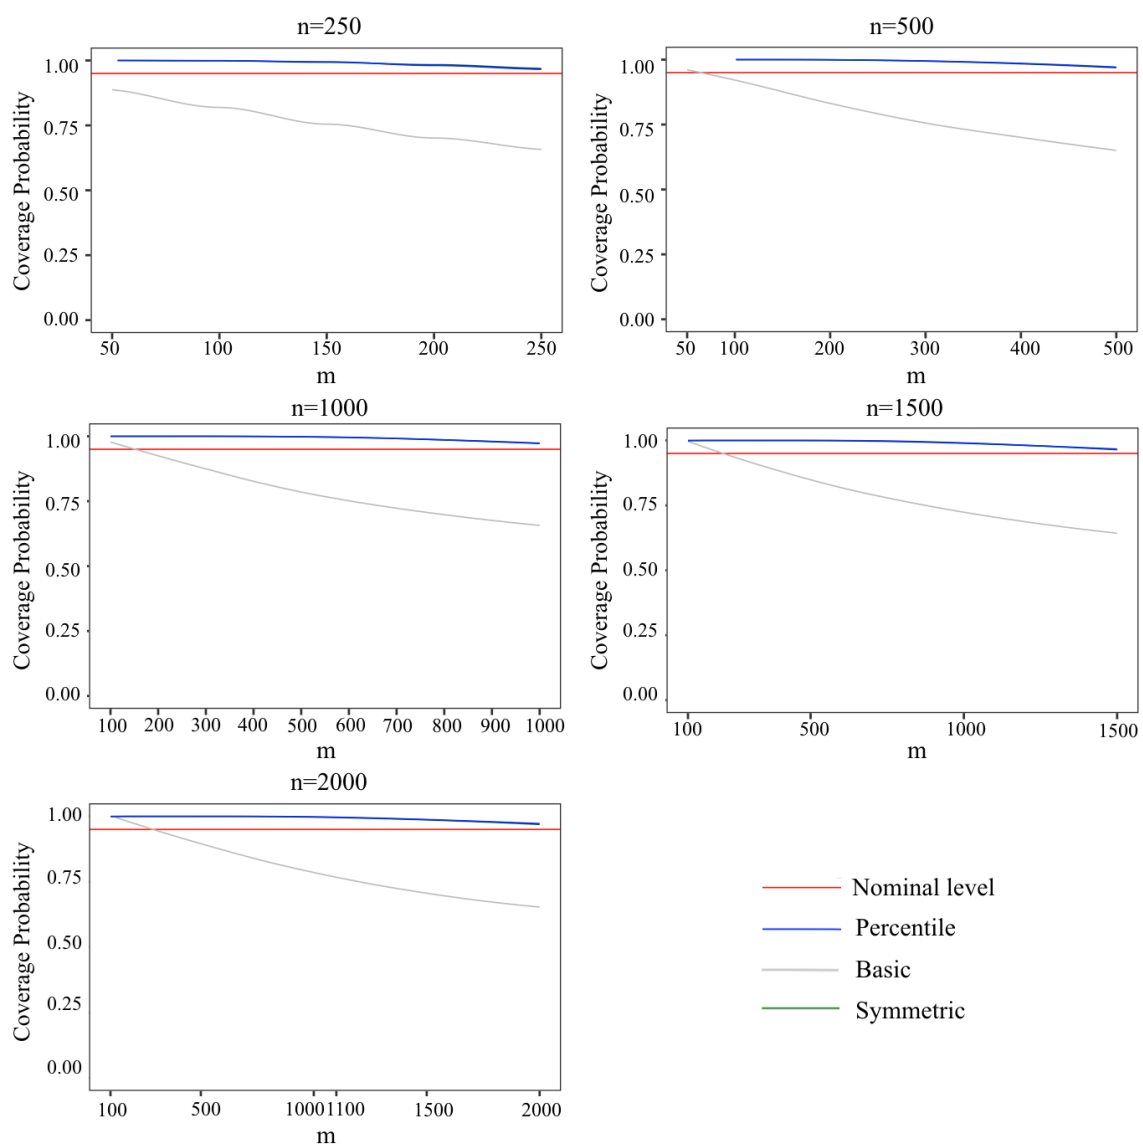 n=250
Coverage Probability
1.00
0.75
0.50
0.25
0.00
50 100 150 200 250
m
n=500
Coverage Probability
1.00
0.75
0.50
0.25
0.00
50 100 200 300 400 500
m
n=1000
Coverage Probability
1.00
0.75
0.50
0.25
0.00
100 200 300 400 500 600 700 800 900 1000
m
n=1500
Coverage Probability
1.00
0.75
0.50
0.25
0.00
100 500 1000 1500
m
n=2000
Coverage Probability
1.00
0.75
0.50
0.25
0.00
100 500 1000 1100 1500 2000
m
Nominal level
Percentile
Basic
Symmetric